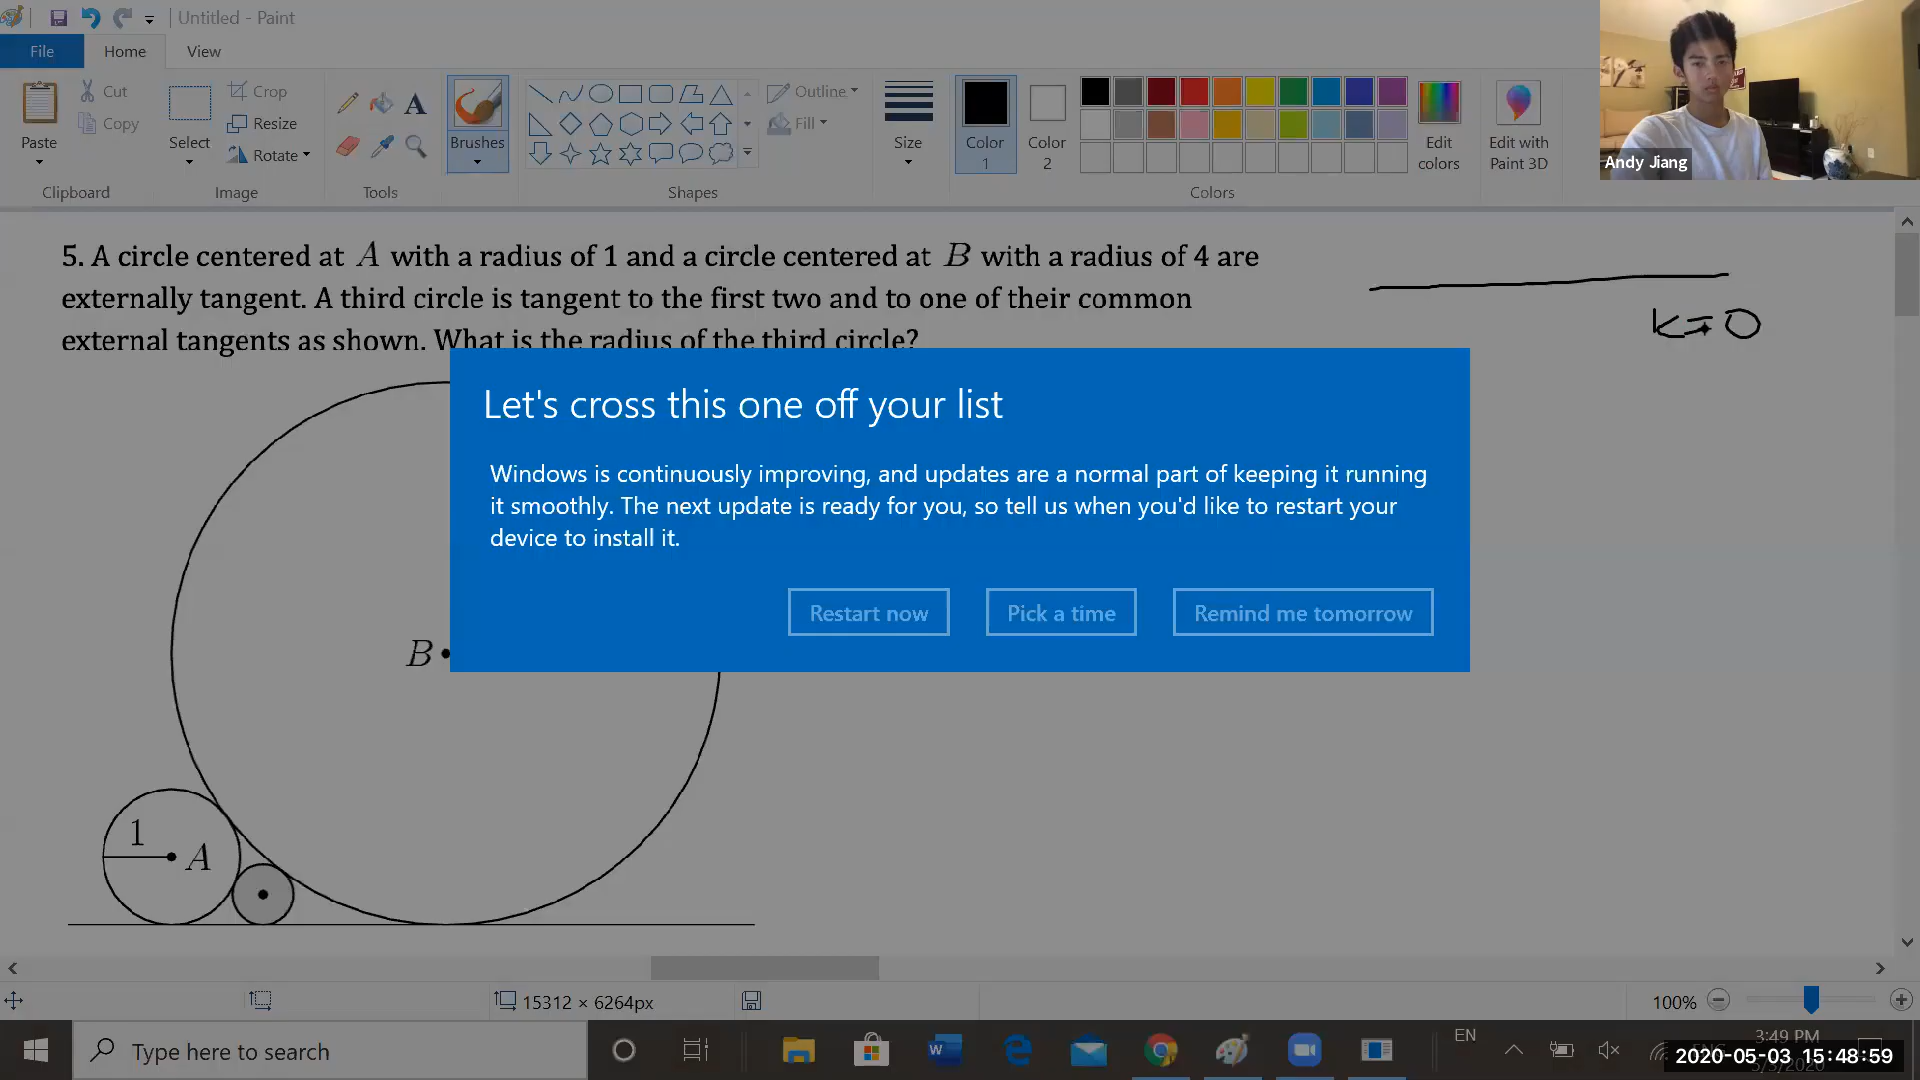 Untitled - Paint
File
Home
View
Paste
Cut
Copy
Clipboard
Select
Crop
Resize
Rotate
Image
A
Tools
Brushes
Shapes
Outline
Fill
Size
Color 1
Color 2
Edit colors
Colors
Edit with Paint 3D
Andy Jiang
5. A circle centered at A with a radius of 1 and a circle centered at B with a radius of 4 are
externally tangent. A third circle is tangent to the first two and to one of their common
external tangents as shown. What is the radius of the third circle?
K=0
Let's cross this one off your list
Windows is continuously improving, and updates are a normal part of keeping it running
it smoothly. The next update is ready for you, so tell us when you'd like to restart your
device to install it.
Restart now
Pick a time
Remind me tomorrow
B
1
A
15312 × 6264px
100%
Type here to search
W
EN
3:49 PM
2020-05-03 15:48:59